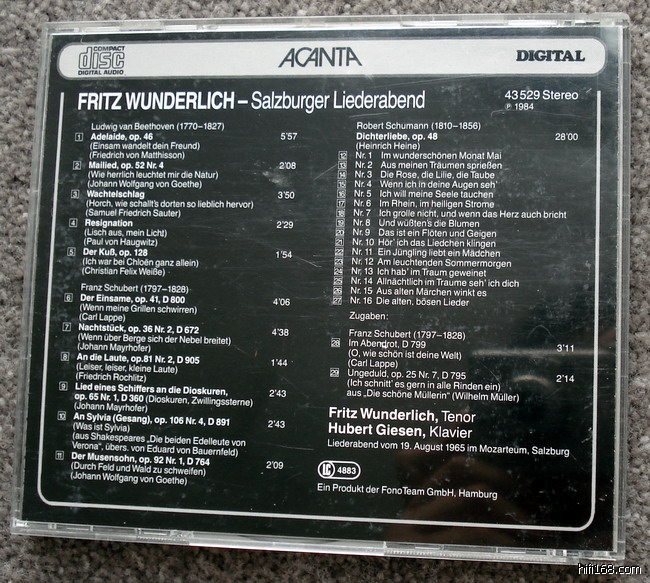 COMPACT
disc
DIGITAL AUDIO
ACANTA
DIGITAL
FRITZ WUNDERLICH – Salzburger Liederabend
43 529 Stereo
Ⓟ 1984
Ludwig van Beethoven (1770–1827)
1 Adelaide, op. 46 5'57
(Einsam wandelt dein Freund)
(Friedrich von Matthisson)
2 Mailied, op. 52 Nr. 4 2'08
(Wie herrlich leuchtet mir die Natur)
(Johann Wolfgang von Goethe)
3 Wachtelschlag 3'50
(Horch, wie schallt's dorten so lieblich hervor)
(Samuel Friedrich Sauter)
4 Resignation 2'29
(Lisch aus, mein Licht)
(Paul von Haugwitz)
5 Der Kuß, op. 128 1'54
(Ich war bei Chloën ganz allein)
(Christian Felix Weiße)
Franz Schubert (1797–1828)
6 Der Einsame, op. 41, D 800 4'06
(Wenn meine Grillen schwirren)
(Carl Lappe)
7 Nachtstück, op. 36 Nr. 2, D 672 4'38
(Wenn über Berge sich der Nebel breitet)
(Johann Mayrhofer)
8 An die Laute, op. 81 Nr. 2, D 905 1'44
(Leiser, leiser, kleine Laute)
(Friedrich Rochlitz)
9 Lied eines Schiffers an die Dioskuren, 2'43
op. 65 Nr. 1, D 360 (Dioskuren, Zwillingssterne)
(Johann Mayrhofer)
10 An Sylvia (Gesang), op. 106 Nr. 4, D 891 2'43
(Was ist Sylvia)
(aus Shakespeares „Die beiden Edelleute von
Verona", übers. von Eduard von Bauernfeld)
11 Der Musensohn, op. 92 Nr. 1, D 764 2'09
(Durch Feld und Wald zu schweifen)
(Johann Wolfgang von Goethe)
Robert Schumann (1810–1856)
Dichterliebe, op. 48 28'00
(Heinrich Heine)
12 Nr. 1 Im wunderschönen Monat Mai
13 Nr. 2 Aus meinen Träumen sprießen
14 Nr. 3 Die Rose, die Lilie, die Taube
15 Nr. 4 Wenn ich in deine Augen seh'
16 Nr. 5 Ich will meine Seele tauchen
17 Nr. 6 Im Rhein, im heiligen Strome
18 Nr. 7 Ich grolle nicht, und wenn das Herz auch bricht
19 Nr. 8 Und wüßten's die Blumen
20 Nr. 9 Das ist ein Flöten und Geigen
21 Nr. 10 Hör' ich das Liedchen klingen
22 Nr. 11 Ein Jüngling liebt ein Mädchen
23 Nr. 12 Am leuchtenden Sommermorgen
24 Nr. 13 Ich hab' im Traum geweinet
25 Nr. 14 Allnächtlich im Traume seh' ich dich
26 Nr. 15 Aus alten Märchen winkt es
27 Nr. 16 Die alten, bösen Lieder
Zugaben:
Franz Schubert (1797–1828)
28 Im Abendrot, D 799 3'11
(O, wie schön ist deine Welt)
(Carl Lappe)
29 Ungeduld, op. 25 Nr. 7, D 795 2'14
(Ich schnitt' es gern in alle Rinden ein)
aus „Die schöne Müllerin" (Wilhelm Müller)
Fritz Wunderlich, Tenor
Hubert Giesen, Klavier
Liederabend vom 19. August 1965 im Mozarteum, Salzburg
LC 4883
Ein Produkt der FonoTeam GmbH, Hamburg
hifi168.com